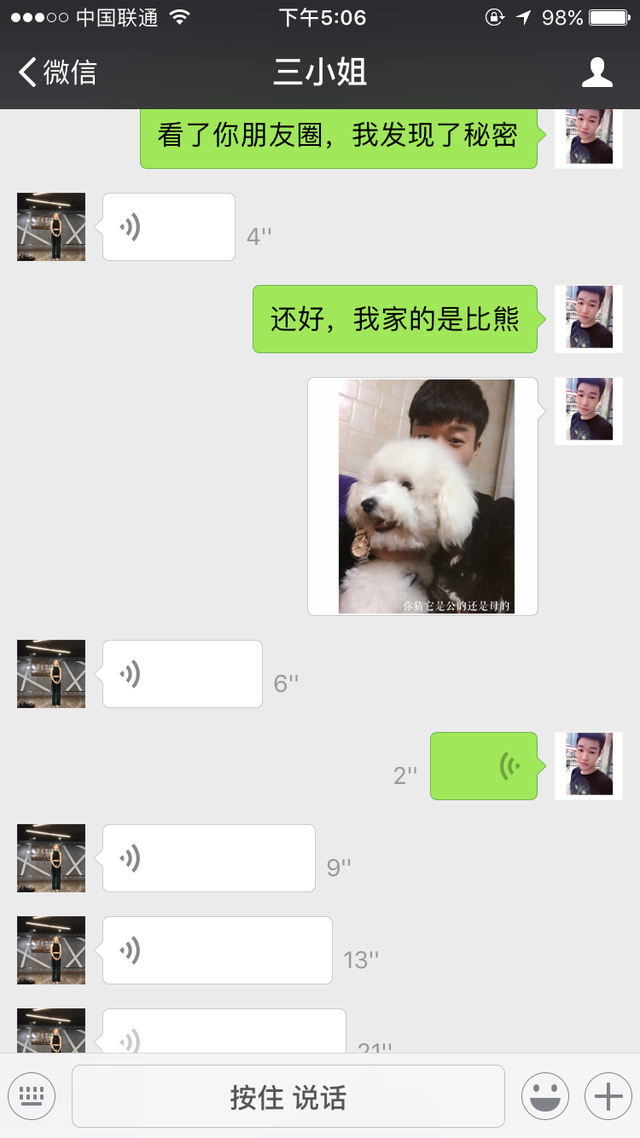 中国联通
下午5:06
98%
微信
三小姐
看了你朋友圈，我发现了秘密
4''
还好，我家的是比熊
你猜它是公的还是母的
6''
2''
9''
13''
21''
按住 说话